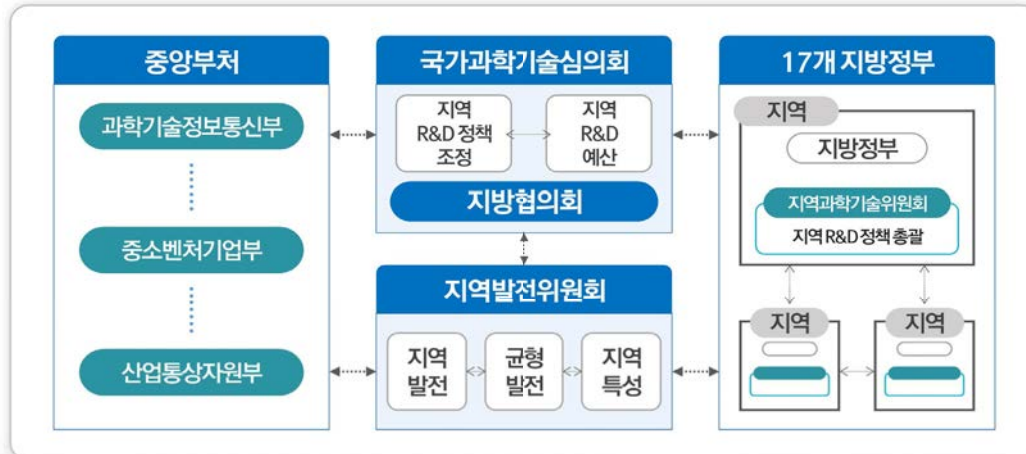 중앙부처
과학기술정보통신부
중소벤처기업부
산업통상자원부
국가과학기술심의회
지역
R&D 정책
조정
지역
R&D
예산
지방협의회
지역발전위원회
지역
발전
균형
발전
지역
특성
17개 지방정부
지역
지방정부
지역과학기술위원회
지역 R&D 정책 총괄
지역
지역